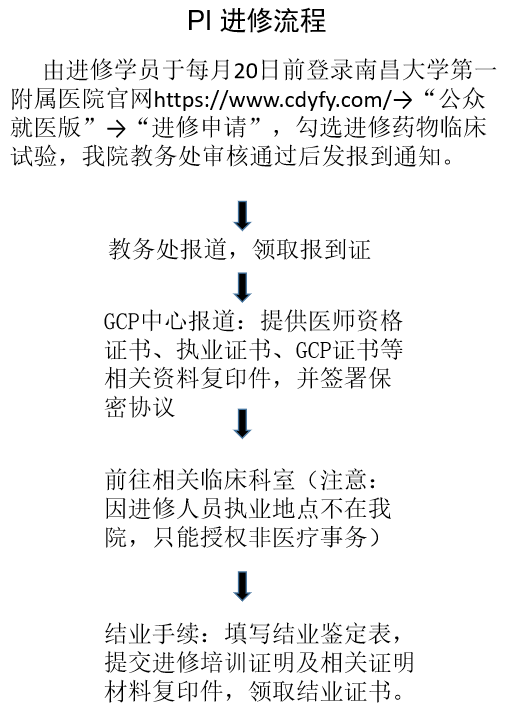 PI 进修流程
由进修学员于每月20日前登录南昌大学第一
附属医院官网https://www.cdyfy.com/→“公众
就医版”→“进修申请”，勾选进修药物临床
试验，我院教务处审核通过后发报到通知。
教务处报道，领取报到证
GCP中心报道：提供医师资格
证书、执业证书、GCP证书等
相关资料复印件，并签署保
密协议
前往相关临床科室（注意：
因进修人员执业地点不在我
院，只能授权非医疗事务）
结业手续：填写结业鉴定表，
提交进修培训证明及相关证明
材料复印件，领取结业证书。